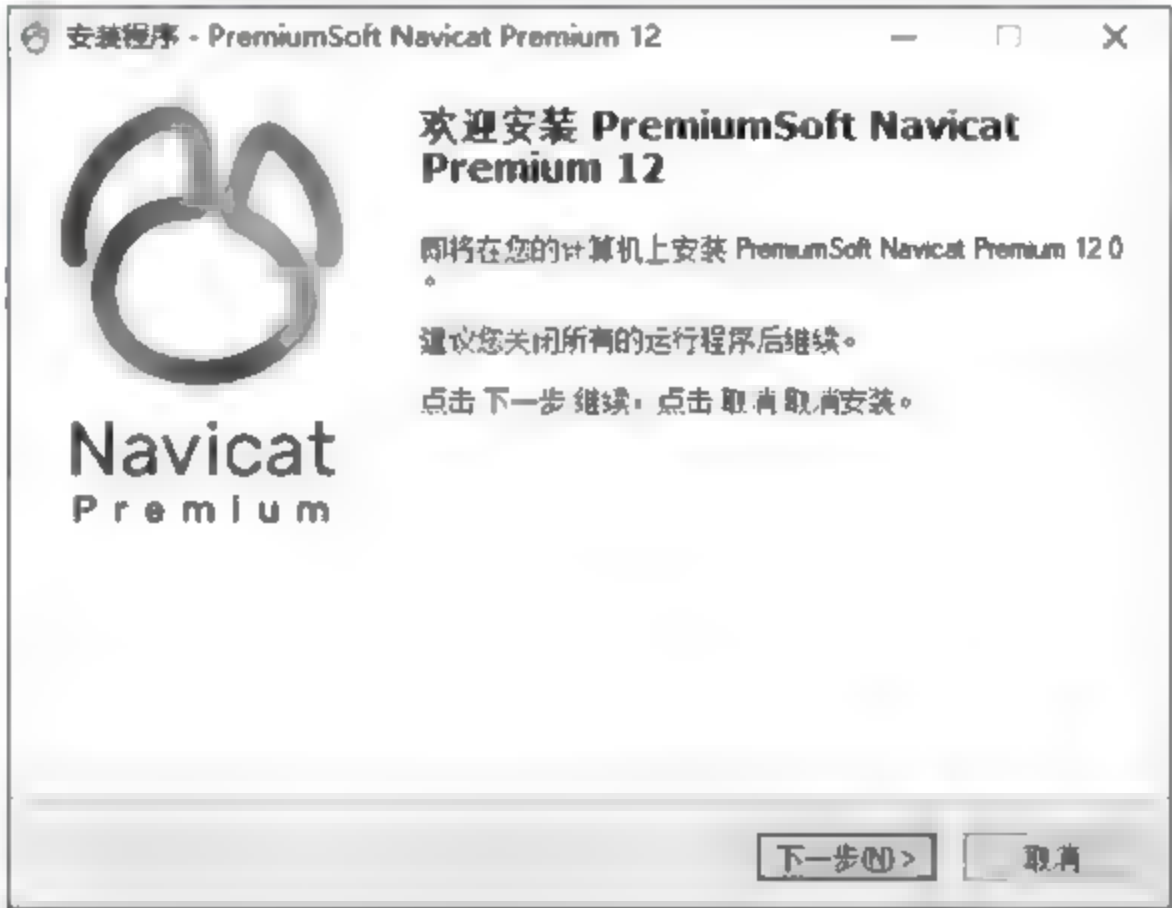 安装程序 - PremiumSoft Navicat Premium 12
欢迎安装 PremiumSoft Navicat
Premium 12
即将在您的计算机上安装 PremiumSoft Navicat Premium 12.0
。
建议您关闭所有的运行程序后继续。
点击 下一步 继续，点击 取消 取消安装。
Navicat
Premium
下一步(N) >
取消